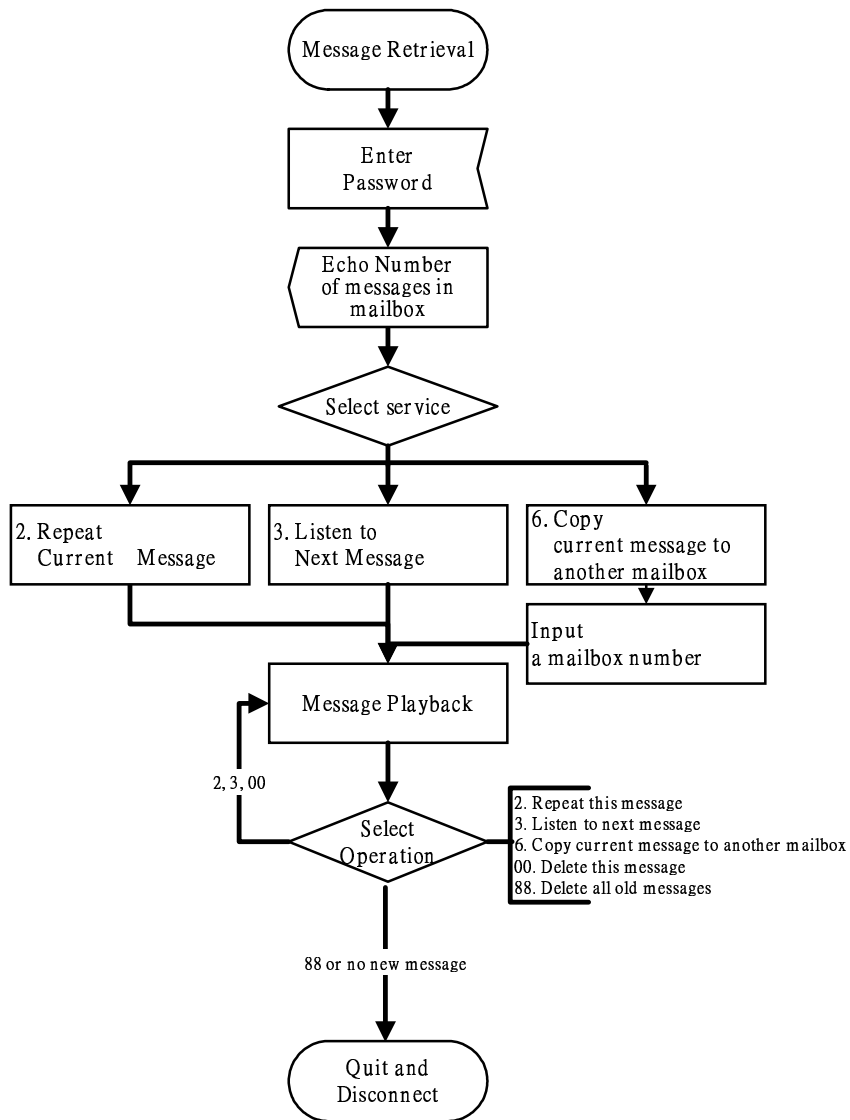 Message Retrieval
Enter
Password
Echo Number
of messages in
mailbox
Select service
2. Repeat
Current Message
3. Listen to
Next Message
6. Copy
current message to
another mailbox
Input
a mailbox number
Message Playback
2, 3, 00
Select
Operation
2. Repeat this message
3. Listen to next message
6. Copy current message to another mailbox
00. Delete this message
88. Delete all old messages
88 or no new message
Quit and
Disconnect